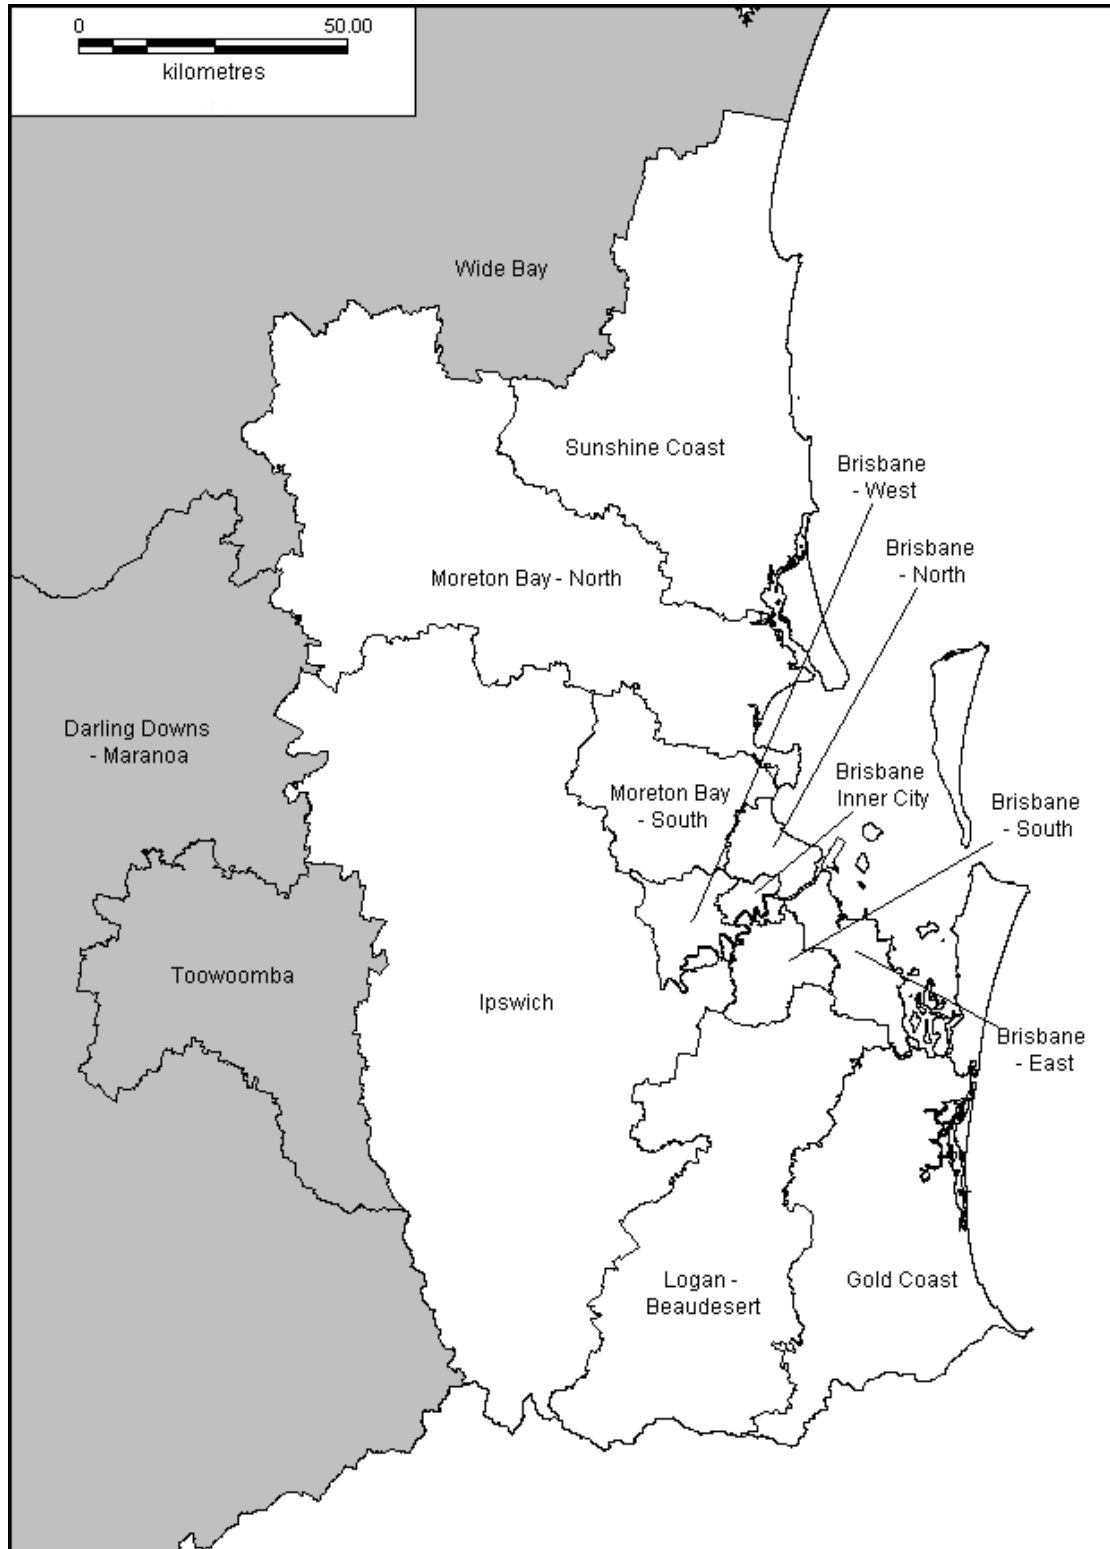 0 50.00
kilometres
Wide Bay
Sunshine Coast
Brisbane
- West
Brisbane
- North
Moreton Bay - North
Darling Downs
- Maranoa
Moreton Bay
- South
Brisbane
Inner City
Brisbane
- South
Toowoomba
Ipswich
Brisbane
- East
Logan -
Beaudesert
Gold Coast